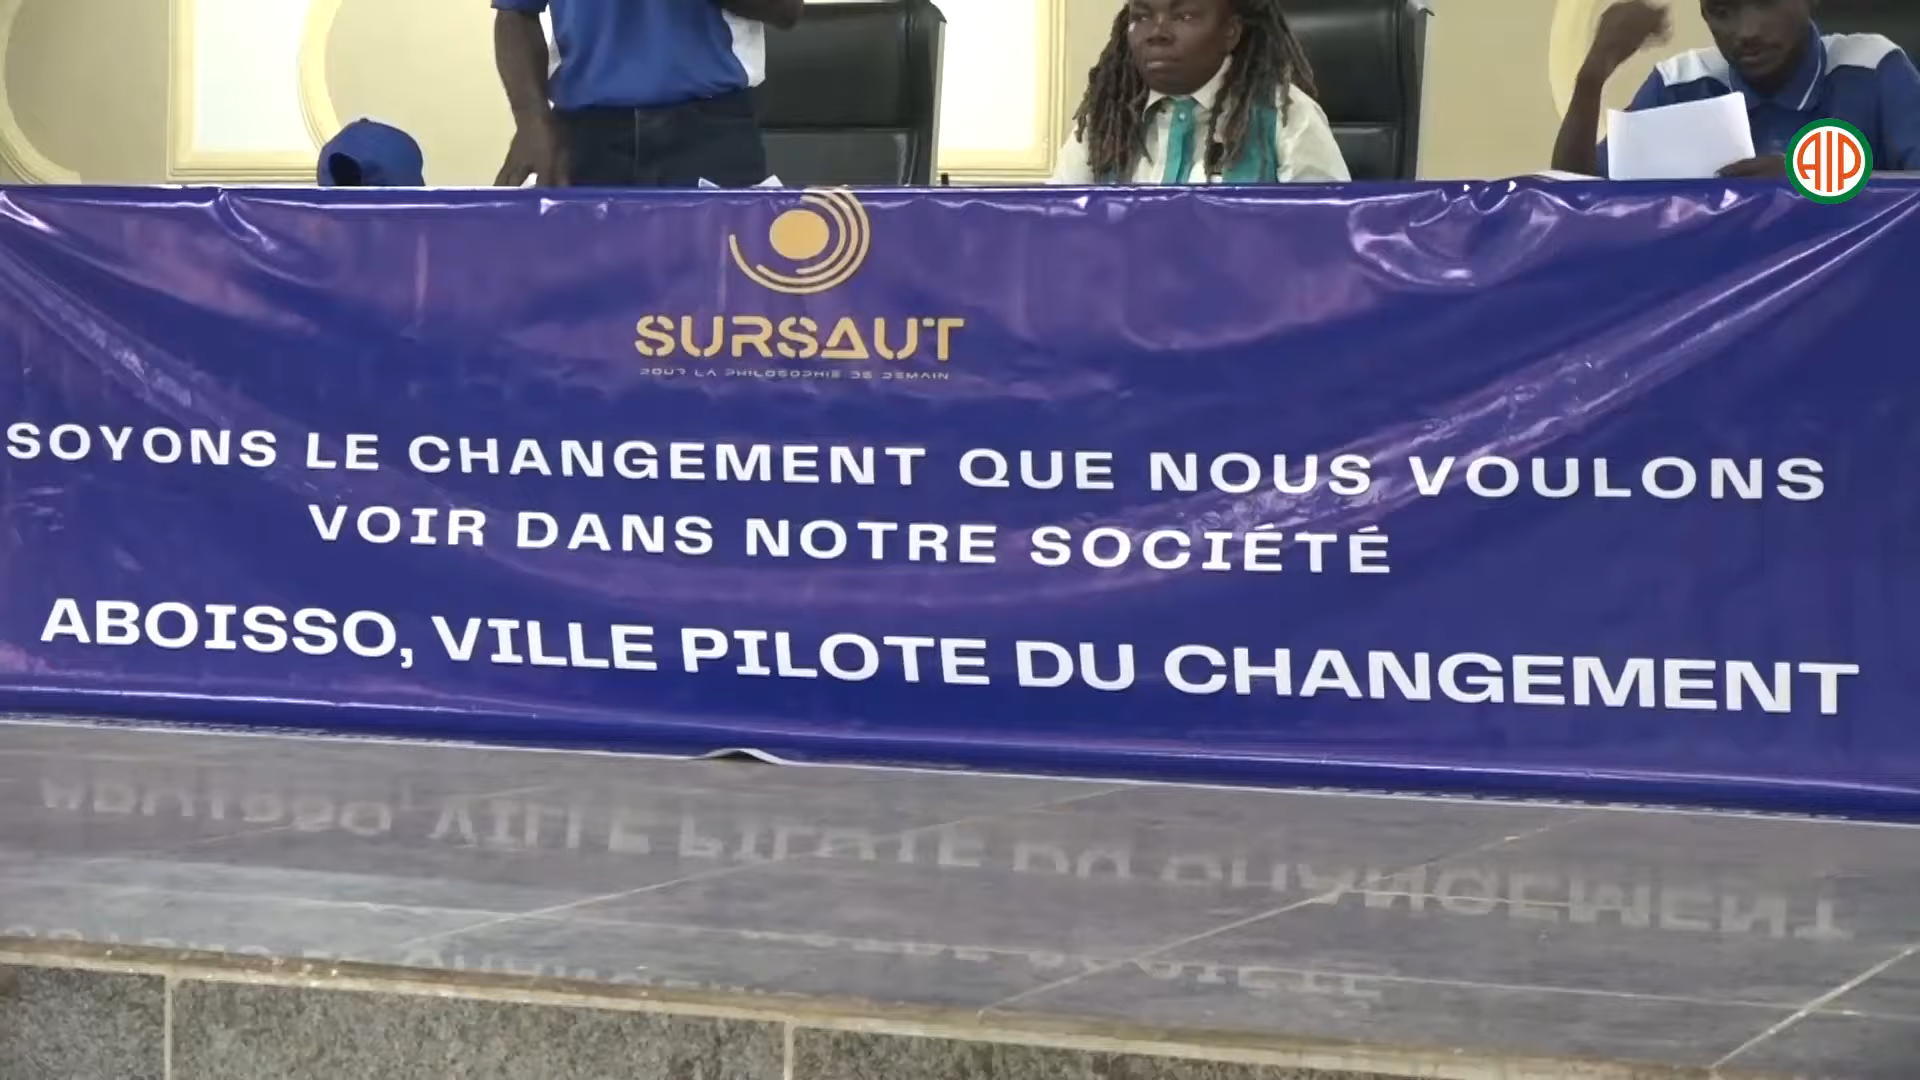 AIP
SURSAUT
POUR LA PHILOSOPHIE DE DEMAIN
SOYONS LE CHANGEMENT QUE NOUS VOULONS
VOIR DANS NOTRE SOCIÉTÉ
ABOISSO, VILLE PILOTE DU CHANGEMENT